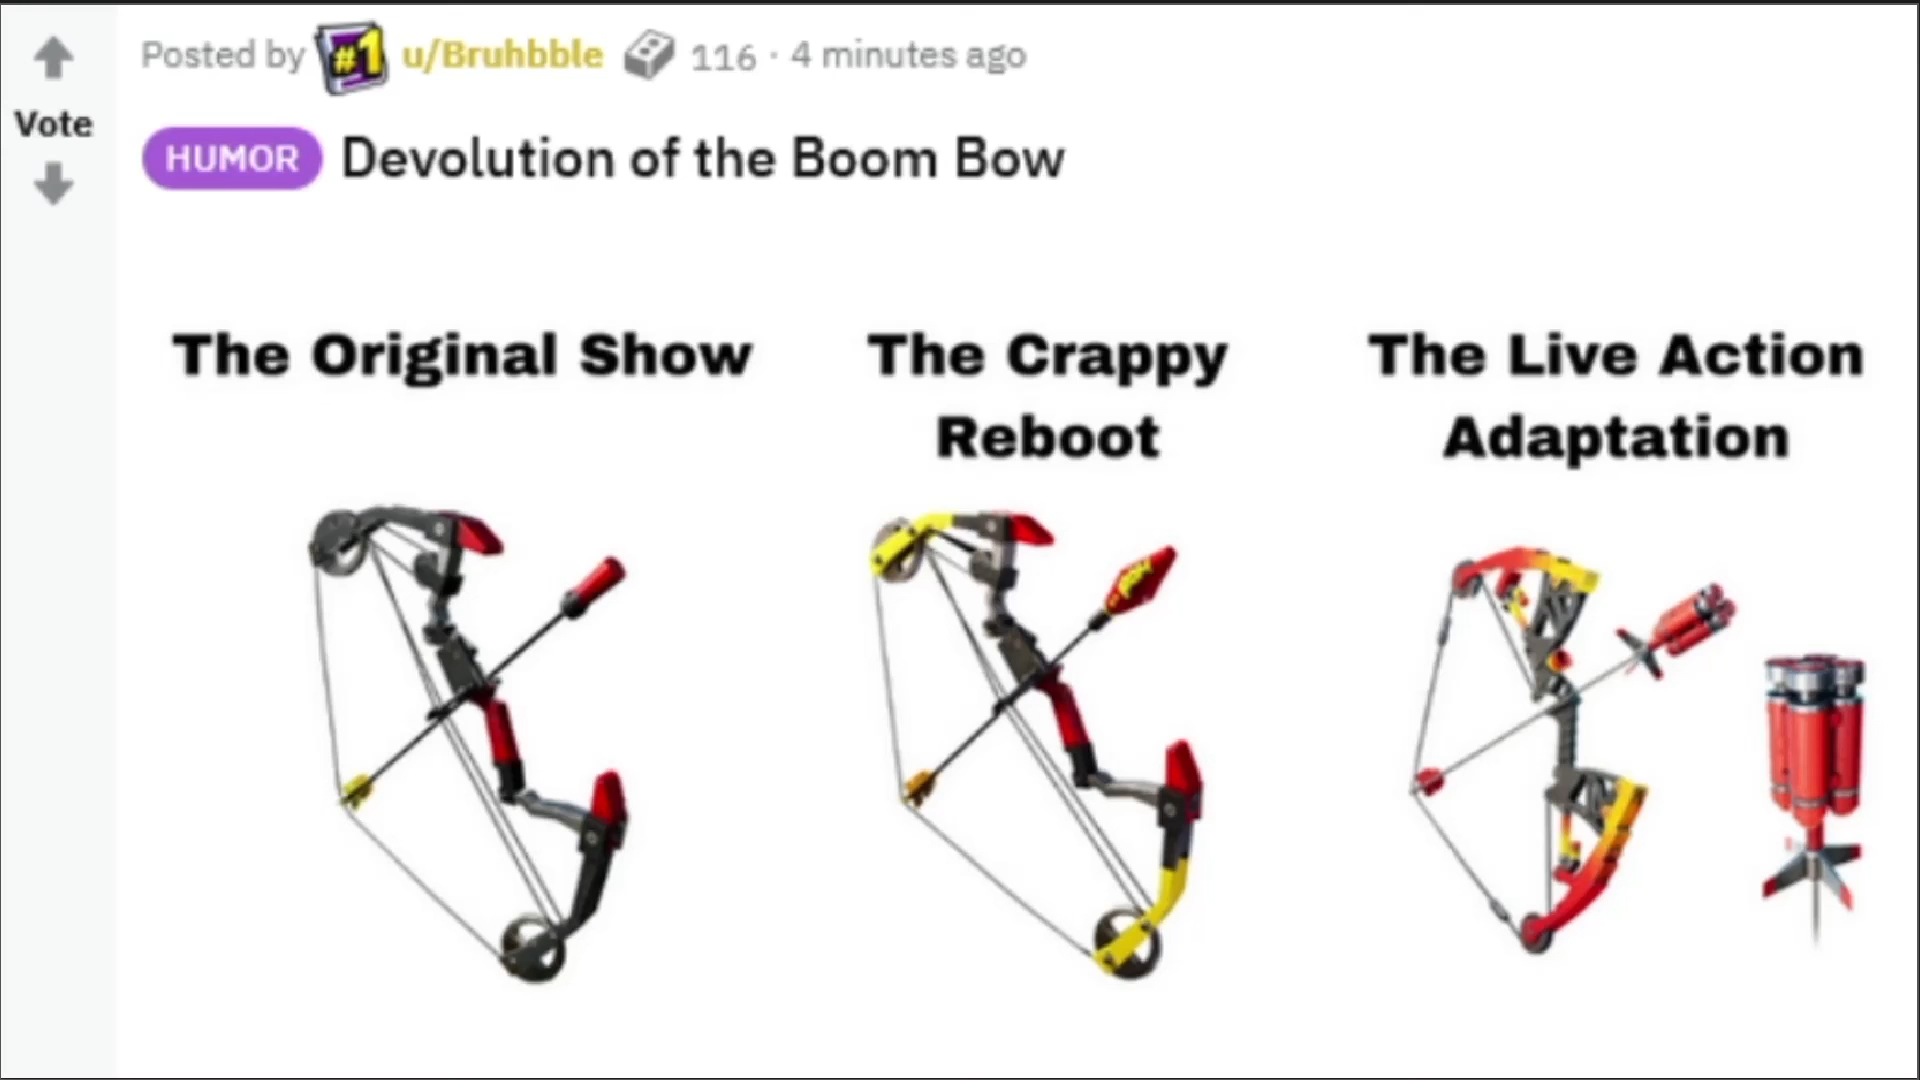 Posted by #1 u/Bruhbble 116 · 4 minutes ago
Vote
HUMOR Devolution of the Boom Bow
The Original Show
The Crappy
Reboot
The Live Action
Adaptation